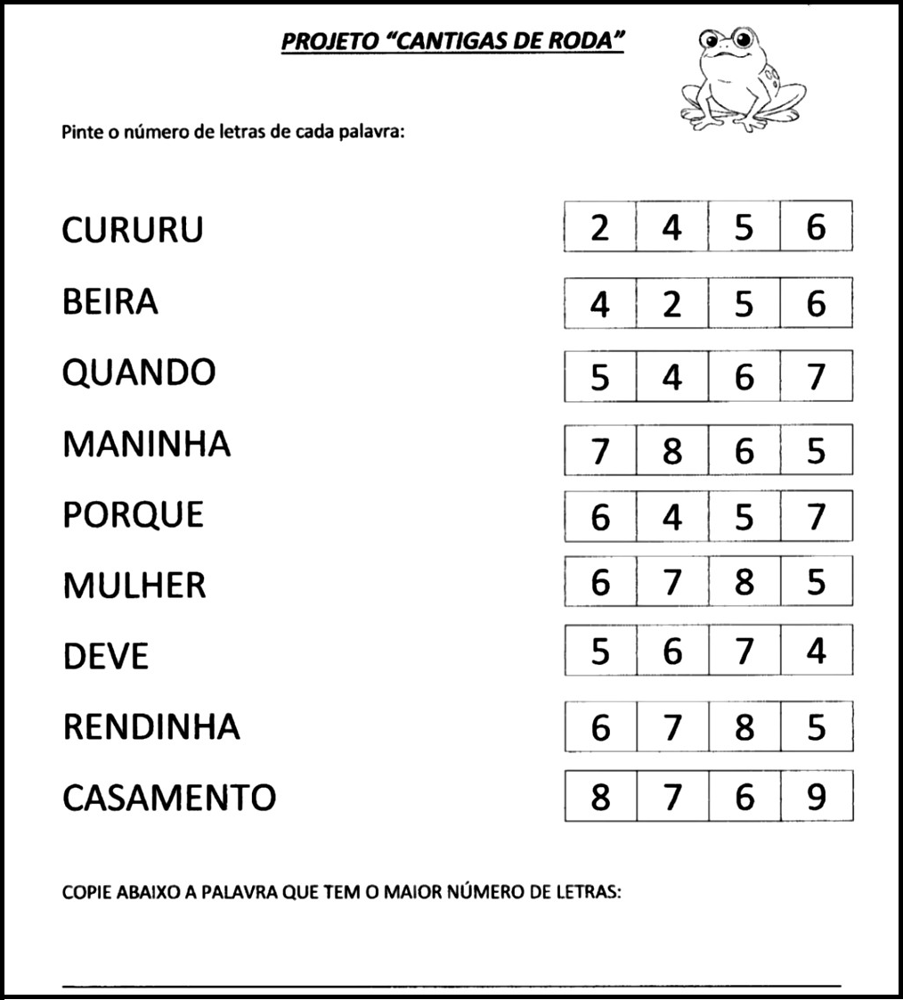 PROJETO “CANTIGAS DE RODA”
Pinte o número de letras de cada palavra:
CURURU 2 4 5 6
BEIRA 4 2 5 6
QUANDO 5 4 6 7
MANINHA 7 8 6 5
PORQUE 6 4 5 7
MULHER 6 7 8 5
DEVE 5 6 7 4
RENDINHA 6 7 8 5
CASAMENTO 8 7 6 9
COPIE ABAIXO A PALAVRA QUE TEM O MAIOR NÚMERO DE LETRAS: